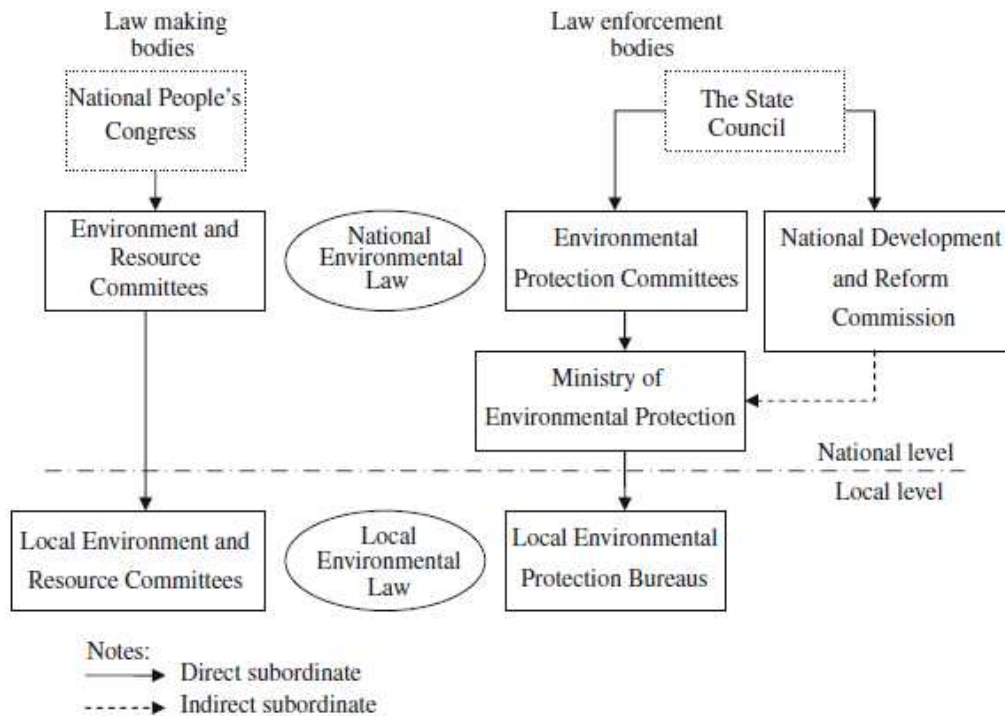 Law making
bodies
Law enforcement
bodies
National People's
Congress
The State
Council
Environment and
Resource
Committees
National
Environmental
Law
Environmental
Protection Committees
National Development
and Reform
Commission
Ministry of
Environmental Protection
National level
Local level
Local Environment and
Resource Committees
Local
Environmental
Law
Local Environmental
Protection Bureaus
Notes:
Direct subordinate
Indirect subordinate